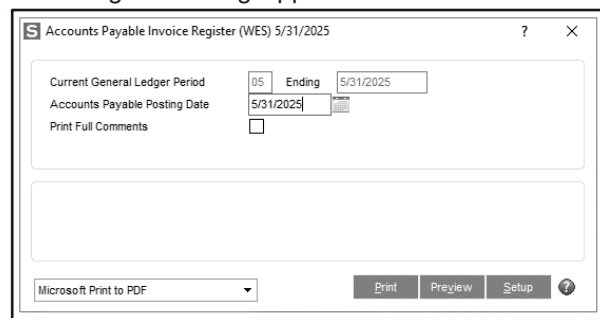 S Accounts Payable Invoice Register (WES) 5/31/2025 ? ×
Current General Ledger Period 05 Ending 5/31/2025
Accounts Payable Posting Date 5/31/2025
Print Full Comments
Microsoft Print to PDF Print Preview Setup ?